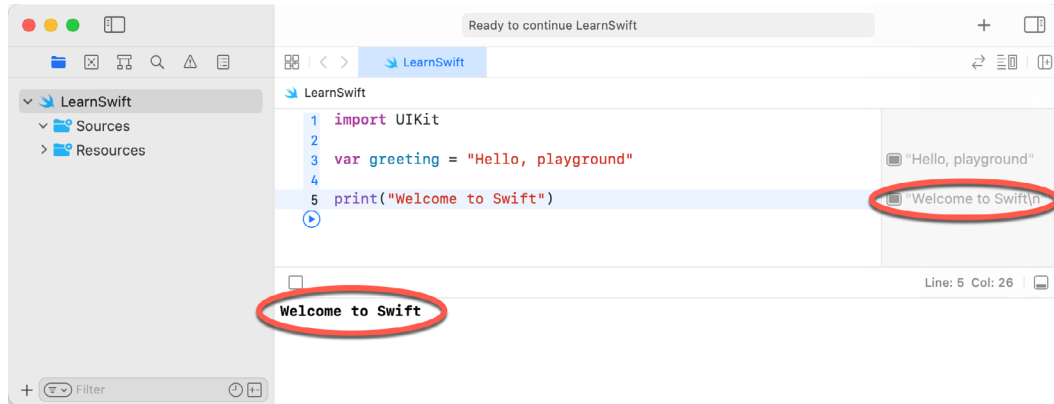 Ready to continue LearnSwift
LearnSwift
LearnSwift
Sources
Resources
LearnSwift
1 import UIKit
2
3 var greeting = "Hello, playground"
"Hello, playground"
4
5 print("Welcome to Swift")
"Welcome to Swift\n
Line: 5 Col: 26
Welcome to Swift
Filter